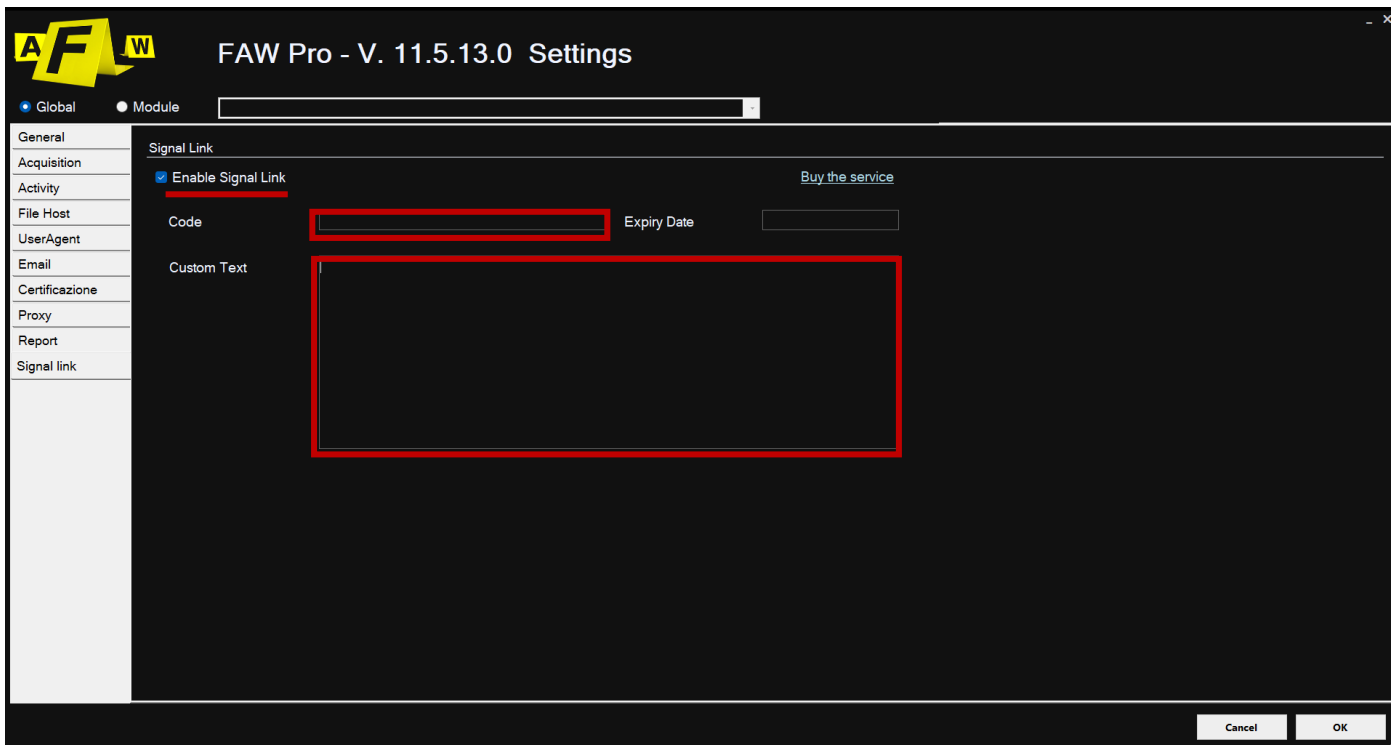 AFW
FAW Pro - V. 11.5.13.0 Settings
Global
Module
General
Acquisition
Activity
File Host
UserAgent
Email
Certificazione
Proxy
Report
Signal link
Signal Link
Enable Signal Link
Buy the service
Code
Expiry Date
Custom Text
Cancel
OK